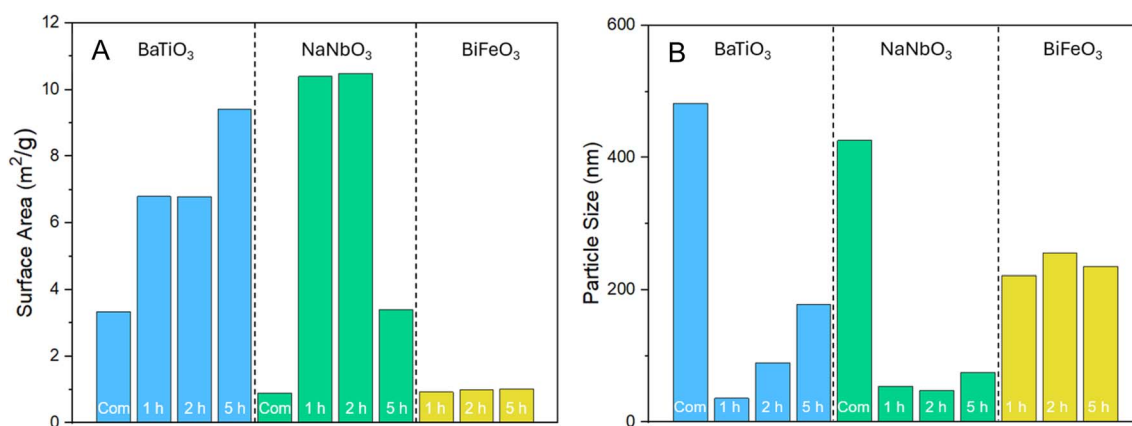 A
BaTiO₃
NaNbO₃
BiFeO₃
Surface Area (m²/g)
12
10
8
6
4
2
0
Com
1 h
2 h
5 h
Com
1 h
2 h
5 h
1 h
2 h
5 h
B
BaTiO₃
NaNbO₃
BiFeO₃
Particle Size (nm)
600
400
200
0
Com
1 h
2 h
5 h
Com
1 h
2 h
5 h
1 h
2 h
5 h